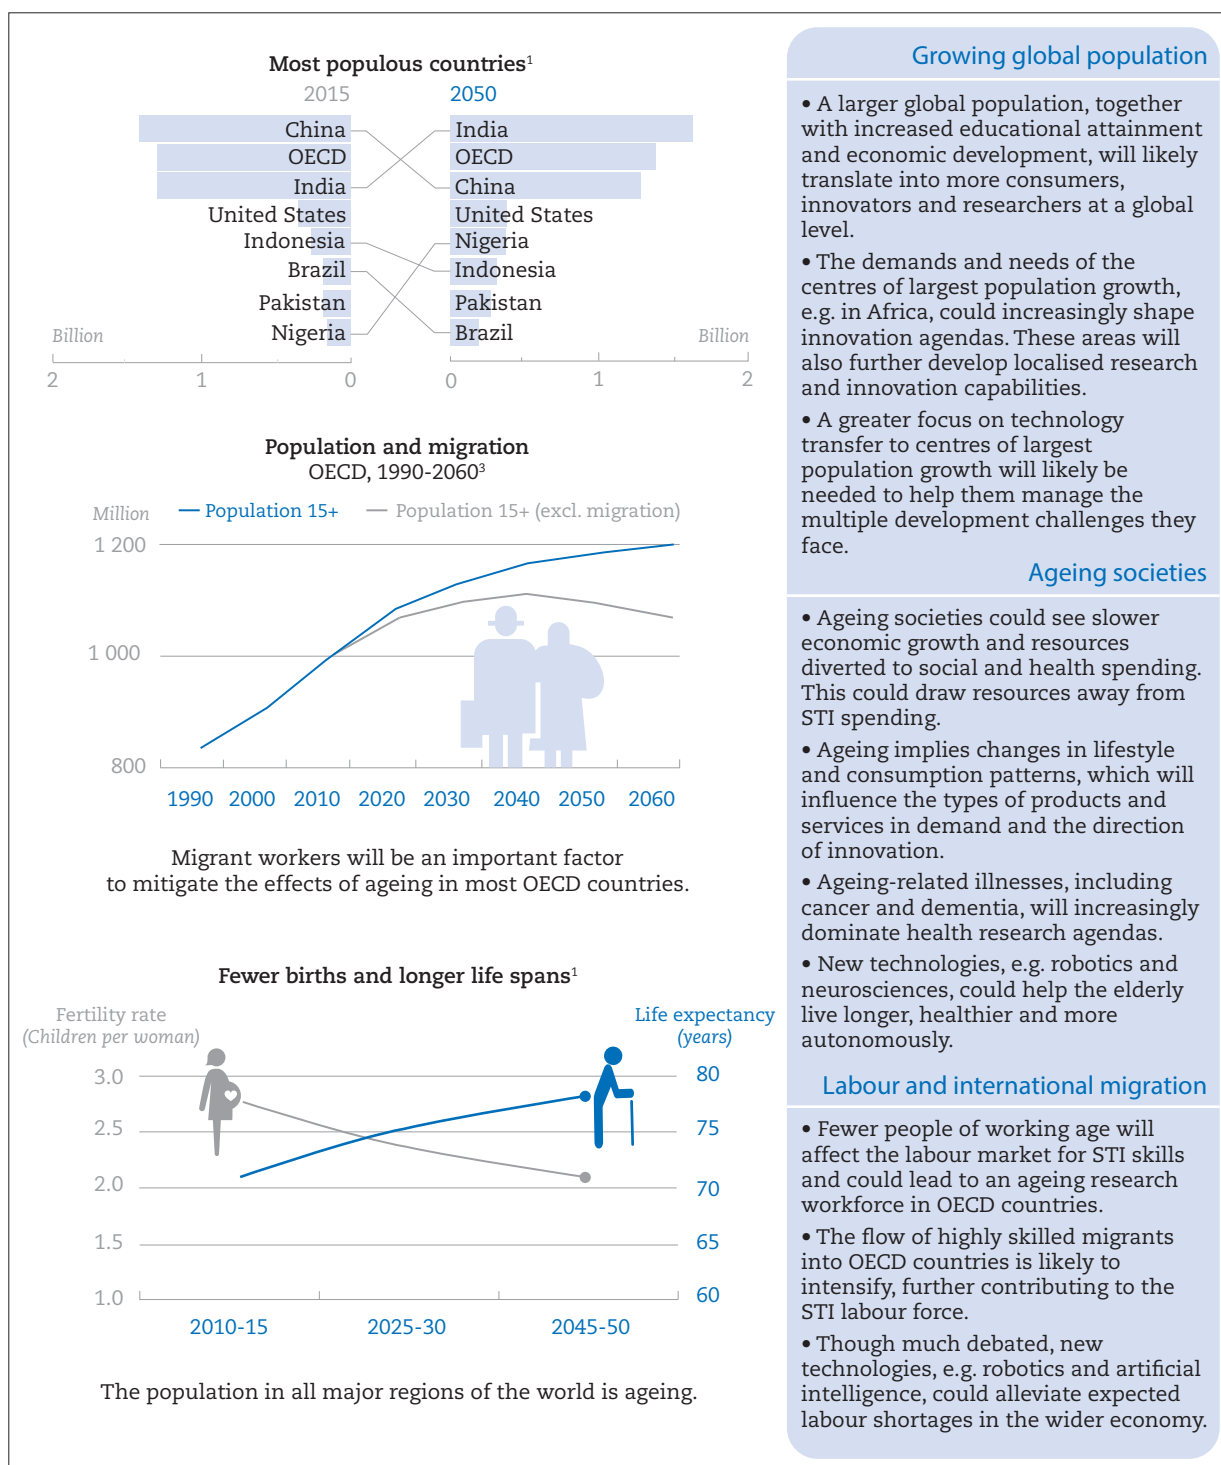 Most populous countries¹
2015
2050
China
OECD
India
United States
Indonesia
Brazil
Pakistan
Nigeria
India
OECD
China
United States
Nigeria
Indonesia
Pakistan
Brazil
Billion
Billion
2 1 0
0 1 2
Population and migration
OECD, 1990-2060³
Million
Population 15+
Population 15+ (excl. migration)
1 200
1 000
800
1990 2000 2010 2020 2030 2040 2050 2060
Migrant workers will be an important factor
to mitigate the effects of ageing in most OECD countries.
Fewer births and longer life spans¹
Fertility rate
(Children per woman)
Life expectancy
(years)
3.0
2.5
2.0
1.5
1.0
80
75
70
65
60
2010-15 2025-30 2045-50
The population in all major regions of the world is ageing.
Growing global population
• A larger global population, together
with increased educational attainment
and economic development, will likely
translate into more consumers,
innovators and researchers at a global
level.
• The demands and needs of the
centres of largest population growth,
e.g. in Africa, could increasingly shape
innovation agendas. These areas will
also further develop localised research
and innovation capabilities.
• A greater focus on technology
transfer to centres of largest
population growth will likely be
needed to help them manage the
multiple development challenges they
face.
Ageing societies
• Ageing societies could see slower
economic growth and resources
diverted to social and health spending.
This could draw resources away from
STI spending.
• Ageing implies changes in lifestyle
and consumption patterns, which will
influence the types of products and
services in demand and the direction
of innovation.
• Ageing-related illnesses, including
cancer and dementia, will increasingly
dominate health research agendas.
• New technologies, e.g. robotics and
neurosciences, could help the elderly
live longer, healthier and more
autonomously.
Labour and international migration
• Fewer people of working age will
affect the labour market for STI skills
and could lead to an ageing research
workforce in OECD countries.
• The flow of highly skilled migrants
into OECD countries is likely to
intensify, further contributing to the
STI labour force.
• Though much debated, new
technologies, e.g. robotics and artificial
intelligence, could alleviate expected
labour shortages in the wider economy.